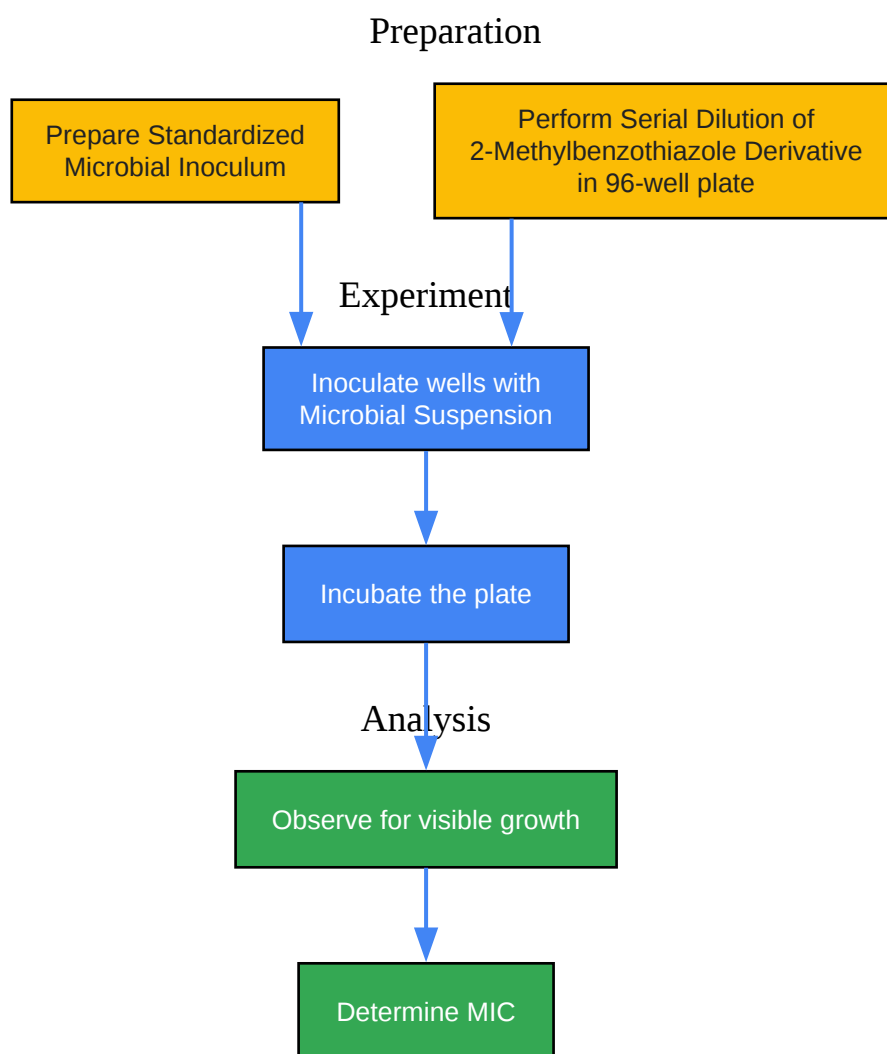 Preparation
Prepare Standardized
Microbial Inoculum
Perform Serial Dilution of
2-Methylbenzothiazole Derivative
in 96-well plate
Experiment
Inoculate wells with
Microbial Suspension
Incubate the plate
Analysis
Observe for visible growth
Determine MIC